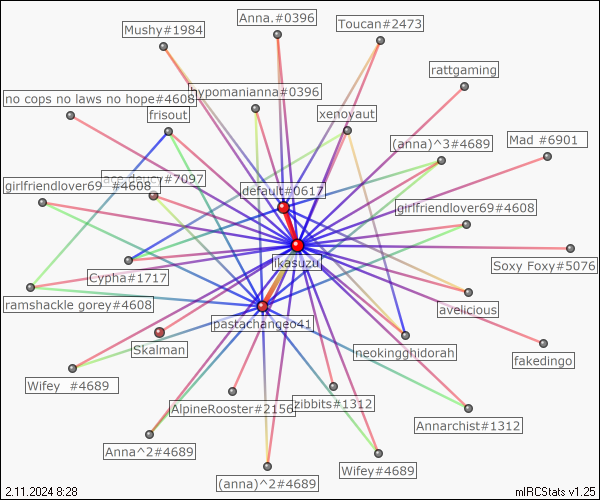 Anna.#0396
Mushy#1984
Toucan#2473
rattgaming
hypomanianna#0396
no cops no laws no hope#4608
frisout
xenoyaut
(anna)^3#4689
Mad #6901
ace deucy#7097
girlfriendlover69 #4608
default#0617
girlfriendlover69#4608
ikasuzu
Soxy Foxy#5076
Cypha#1717
ramshackle gorey#4608
avelicious
pastachange041
Skalman
neokingghidorah
fakedingo
Wifey #4689
AlpineRooster#2156
zibbits#1312
Annarchist#1312
Anna^2#4689
Wifey#4689
(anna)^2#4689
2.11.2024 8:28
mIRCStats v1.25